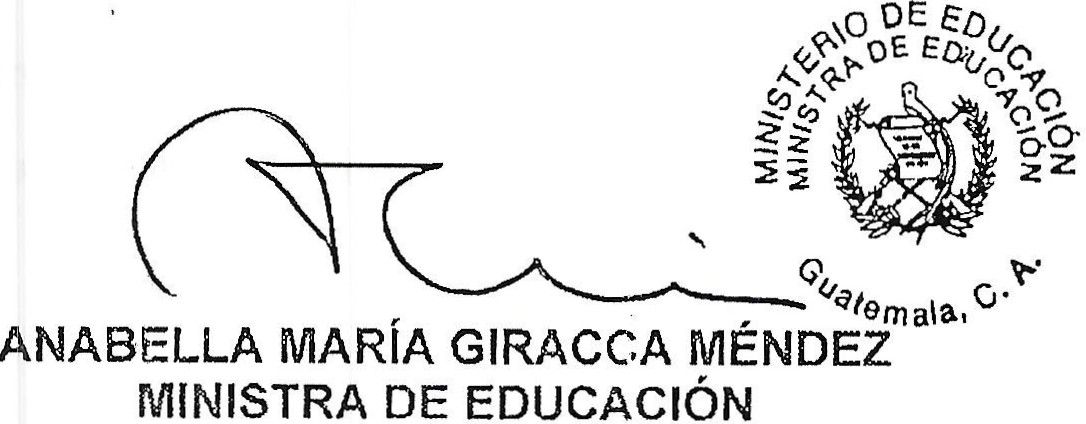 MINISTERIO DE EDUCACIÓN
MINISTRA DE EDUCACIÓN
Guatemala, C. A.
ANABELLA MARÍA GIRACCA MÉNDEZ
MINISTRA DE EDUCACIÓN